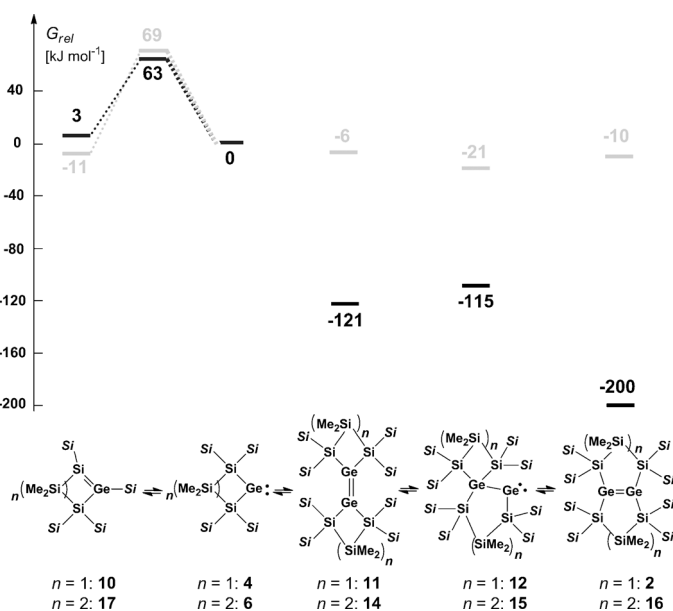 G_rel
[kJ mol⁻¹]
40
0
-40
-80
-120
-160
-200
3
-11
69
63
0
-6
-121
-21
-115
-10
-200
Si
Si
n(Me₂Si) Ge Si
Si
Si Si
Si Si
Si
n(Me₂Si) Ge:
Si
Si Si
(Me₂Si)n
Si Si
Si Si
Si Si
Ge
Ge
Si Si
Si Si
Si Si
(SiMe₂)n
(Me₂Si)n
Si Si
Si Si
Si Si
Ge Ge:
Si Si
Si Si
Si Si
(SiMe₂)n
(Me₂Si)n
Si Si
Si Si
Si Si
Ge=Ge
Si Si
Si Si
Si Si
(SiMe₂)n
n = 1: 10
n = 2: 17
n = 1: 4
n = 2: 6
n = 1: 11
n = 2: 14
n = 1: 12
n = 2: 15
n = 1: 2
n = 2: 16